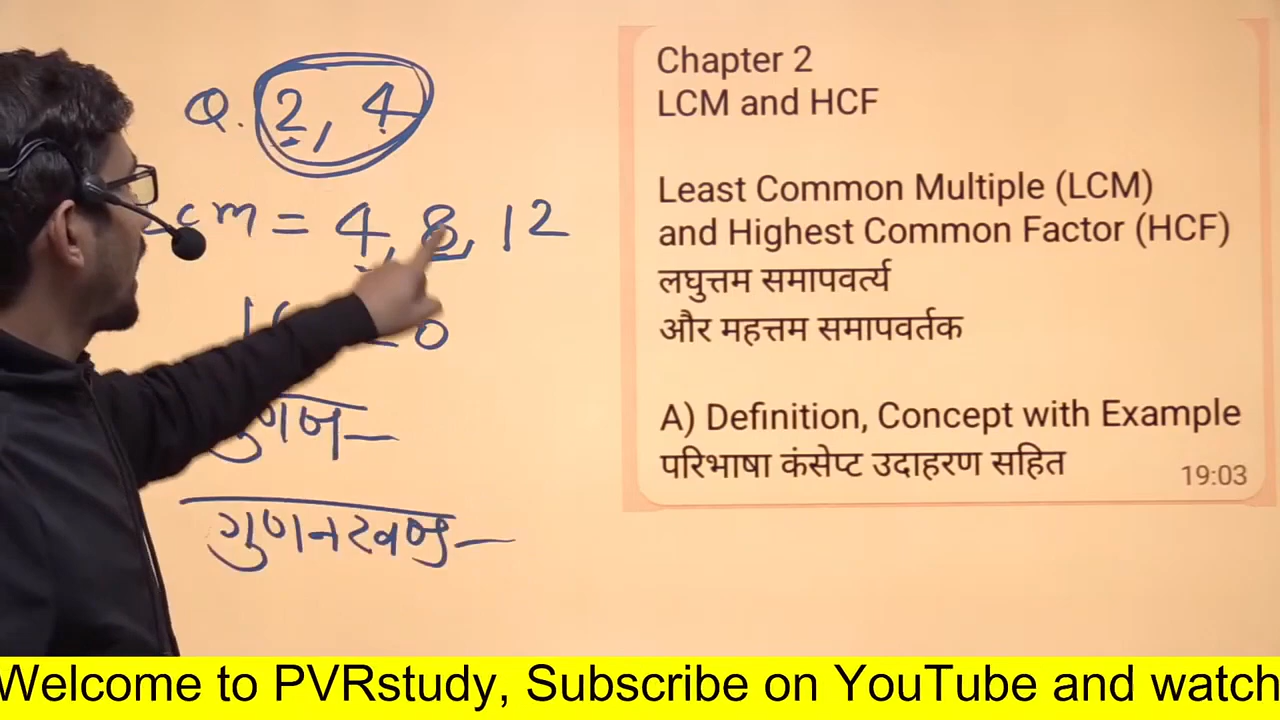 Q. 2, 4
cm = 4, 8, 12
Chapter 2
LCM and HCF
Least Common Multiple (LCM)
and Highest Common Factor (HCF)
लघुत्तम समापवर्त्य
और महत्तम समापवर्तक
A) Definition, Concept with Example
परिभाषा कंसेप्ट उदाहरण सहित
19:03
गुणनखण्ड —
Welcome to PVRstudy, Subscribe on YouTube and watch